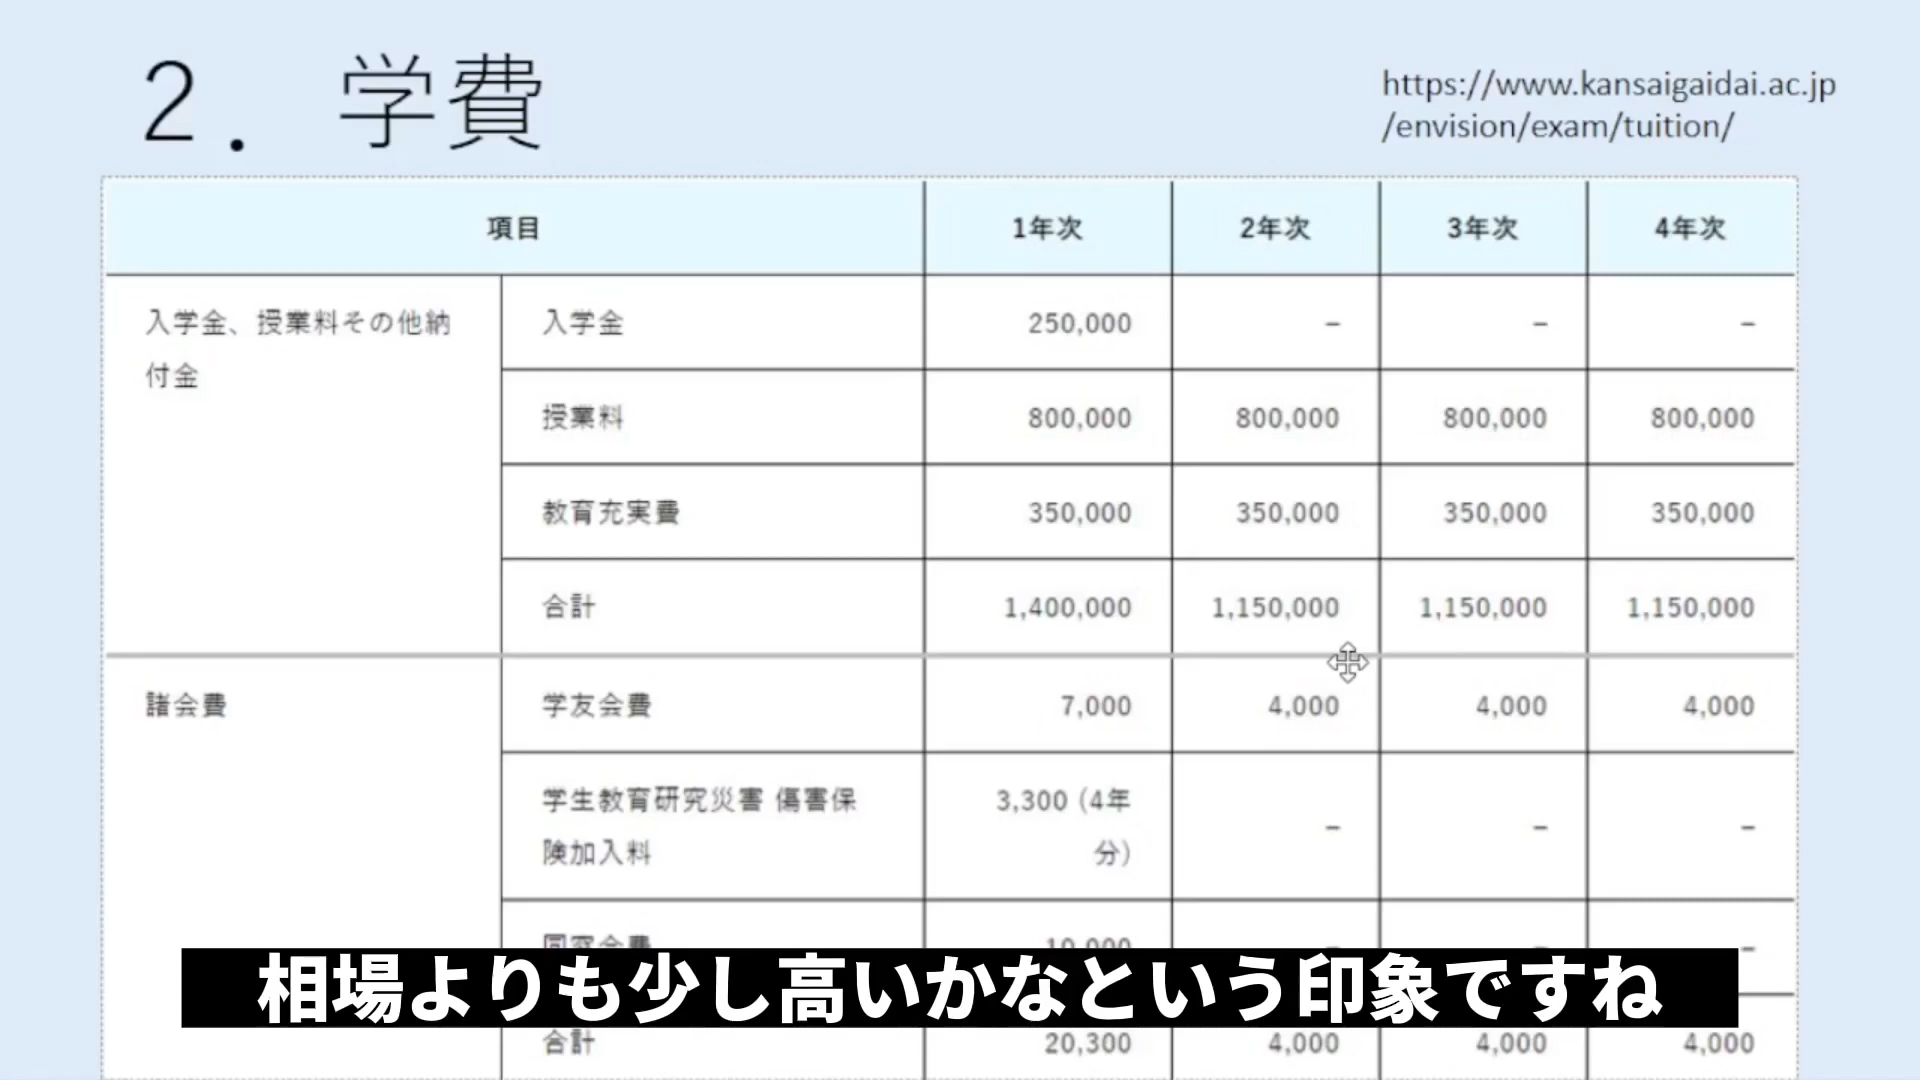 2. 学費
https://www.kansaigaidai.ac.jp
/envision/exam/tuition/
項目 1年次 2年次 3年次 4年次
入学金、授業料その他納
付金
入学金 250,000 – – –
授業料 800,000 800,000 800,000 800,000
教育充実費 350,000 350,000 350,000 350,000
合計 1,400,000 1,150,000 1,150,000 1,150,000
諸会費
学友会費 7,000 4,000 4,000 4,000
学生教育研究災害 傷害保
険加入料
3,300 (4年
分)
– – –
同窓会費 10,000 – – –
相場よりも少し高いかなという印象ですね
合計 20,300 4,000 4,000 4,000